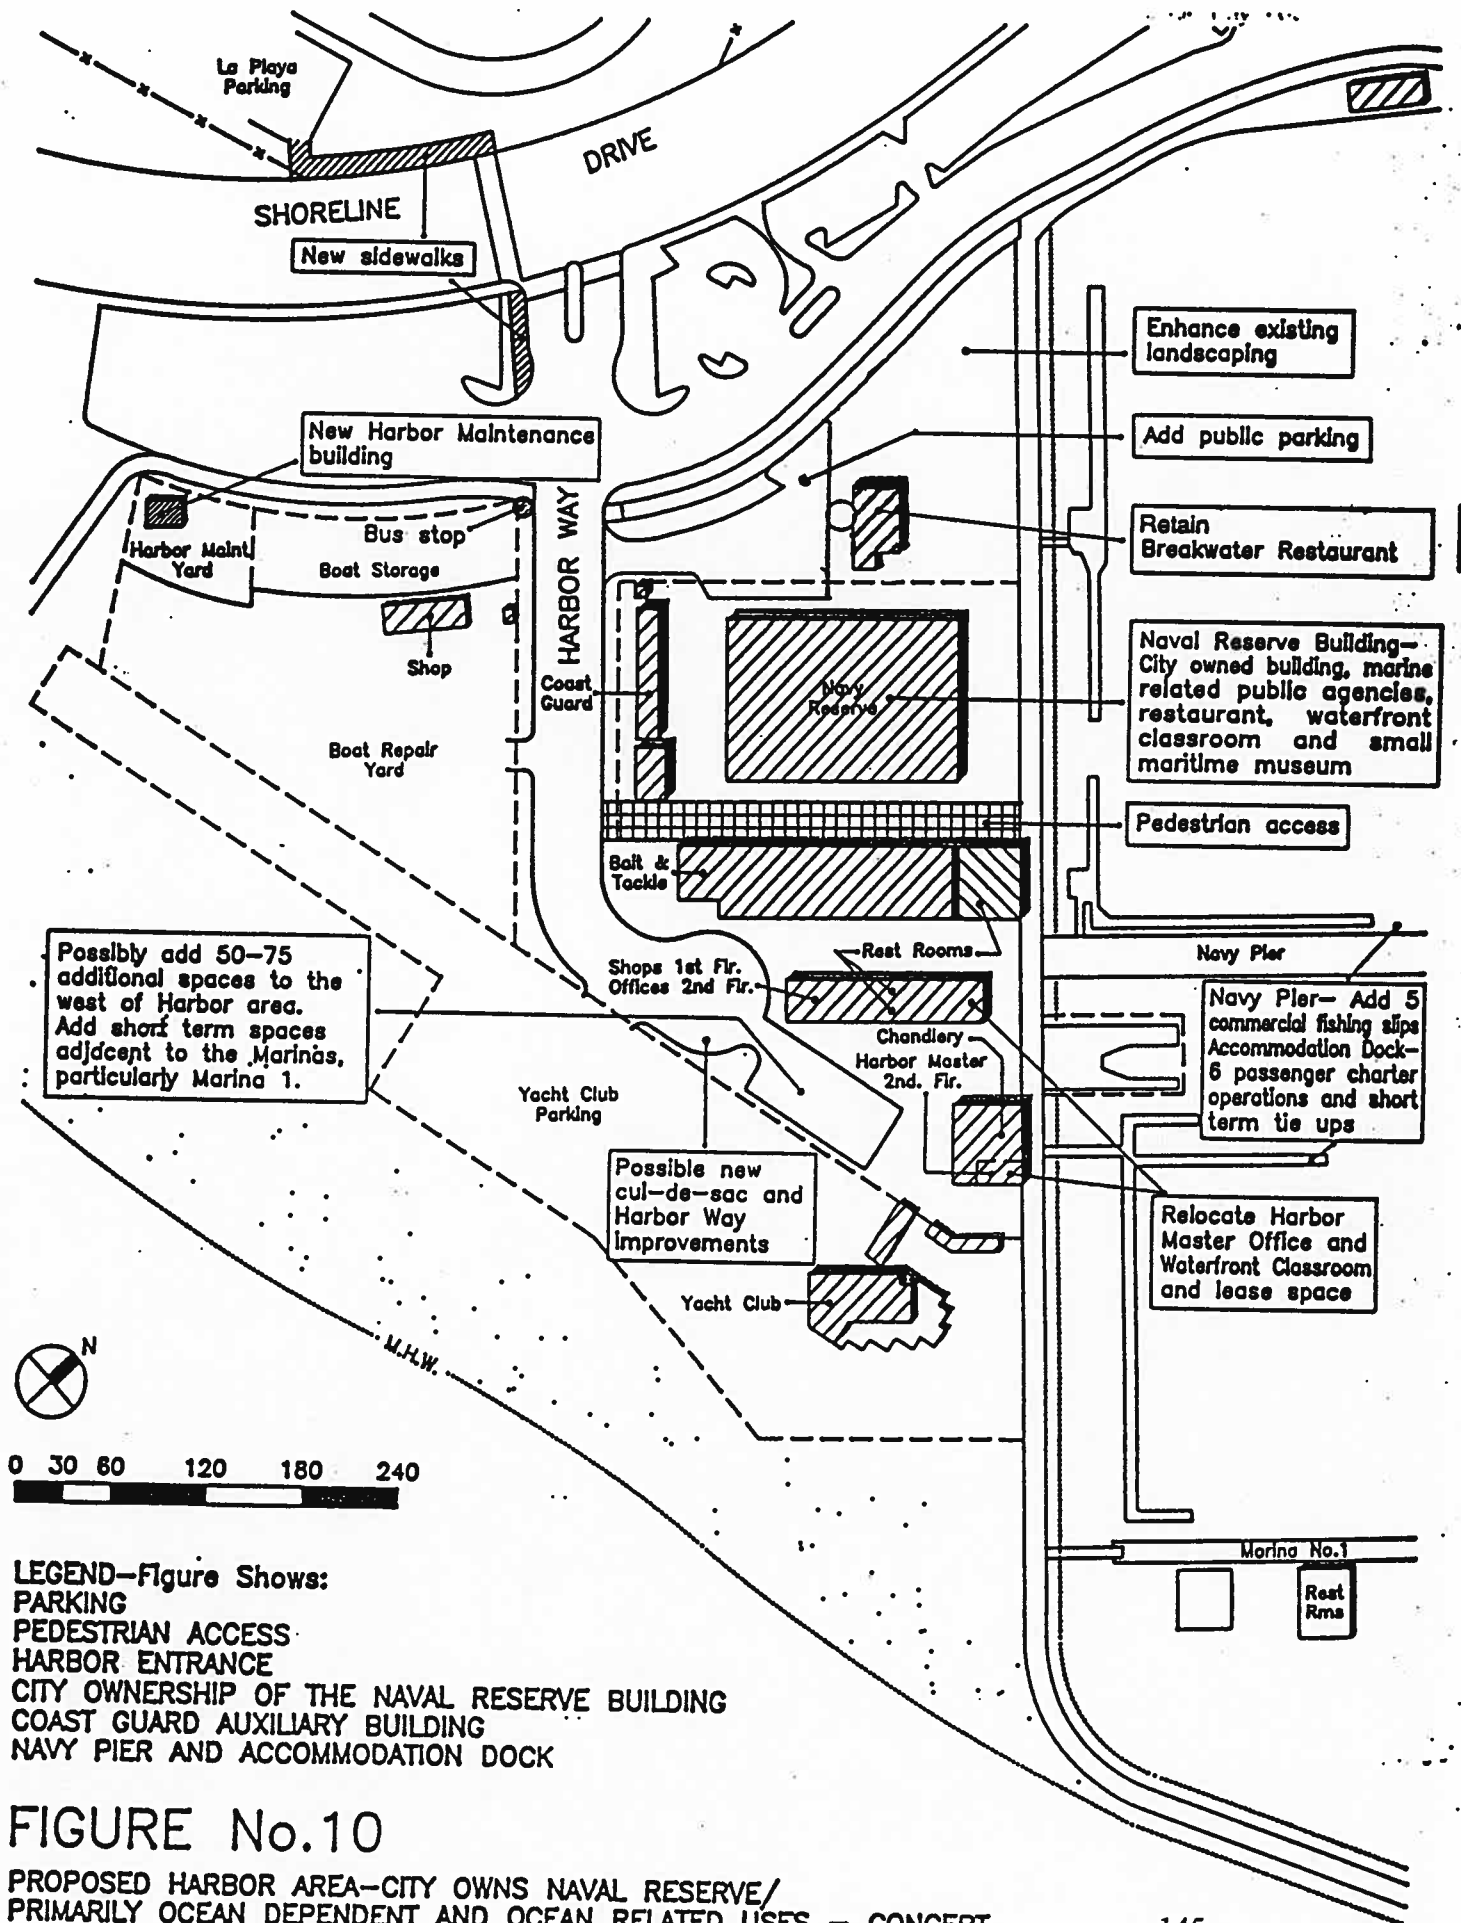 La Playa
Parking
DRIVE
SHORELINE
New sidewalks
Enhance existing
landscaping
New Harbor Maintenance
building
Add public parking
Retain
Breakwater Restaurant
Bus stop
HARBOR WAY
Harbor Maint.
Yard
Boat Storage
Shop
Coast
Guard
Navy
Reserve
Naval Reserve Building-
City owned building, marine
related public agencies,
restaurant, waterfront
classroom and small
maritime museum
Boat Repair
Yard
Pedestrian access
Bait &
Tackle
Possibly add 50-75
additional spaces to the
west of Harbor area.
Add short term spaces
adjacent to the Marinas,
particularly Marina 1.
Rest Rooms
Navy Pier
Shops 1st Flr.
Offices 2nd Flr.
Navy Pier- Add 5
commercial fishing slips
Accommodation Dock-
6 passenger charter
operations and short
term tie ups
Chandlery
Harbor Master
2nd. Flr.
Yacht Club
Parking
Possible new
cul-de-sac and
Harbor Way
improvements
Relocate Harbor
Master Office and
Waterfront Classroom
and lease space
Yacht Club
M.H.W.
N
0 30 60 120 180 240
Marina No.1
Rest
Rms
LEGEND-Figure Shows:
PARKING
PEDESTRIAN ACCESS
HARBOR ENTRANCE
CITY OWNERSHIP OF THE NAVAL RESERVE BUILDING
COAST GUARD AUXILIARY BUILDING
NAVY PIER AND ACCOMMODATION DOCK
FIGURE No.10
PROPOSED HARBOR AREA-CITY OWNS NAVAL RESERVE/
PRIMARILY OCEAN DEPENDENT AND OCEAN RELATED USES - CONCEPT
145